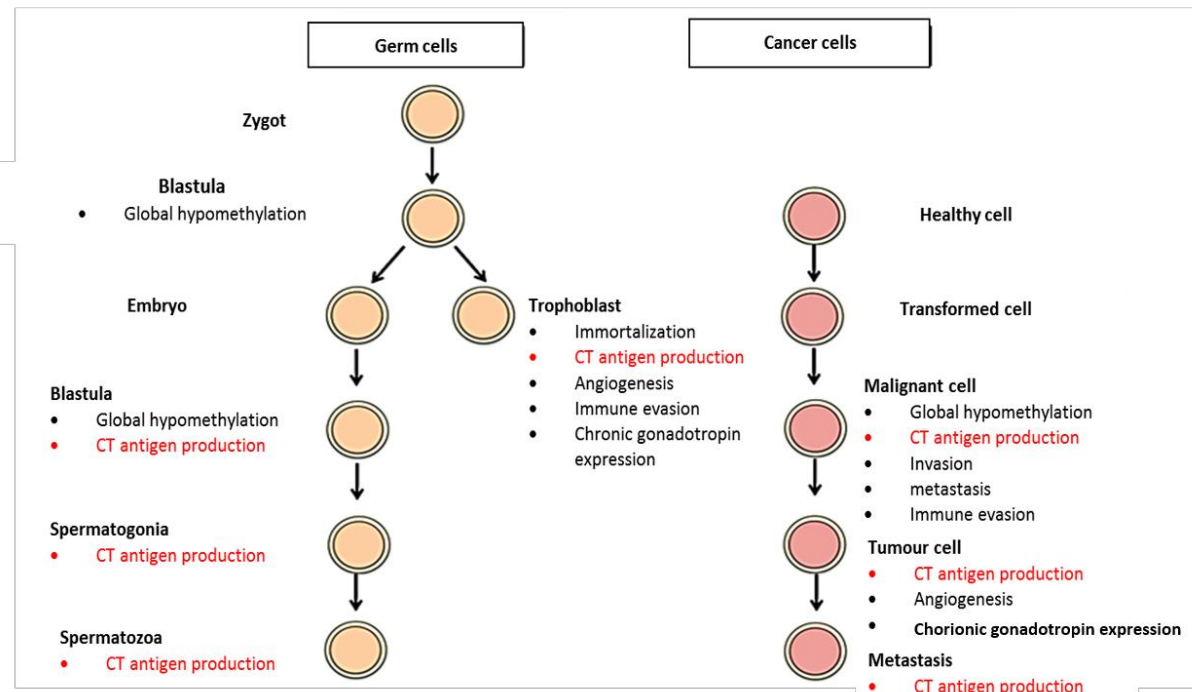 Germ cells
Zygot
Blastula
• Global hypomethylation
Embryo
Trophoblast
• Immortalization
• CT antigen production
• Angiogenesis
• Immune evasion
• Chronic gonadotropin
expression
Blastula
• Global hypomethylation
• CT antigen production
Spermatogonia
• CT antigen production
Spermatozoa
• CT antigen production
Cancer cells
Healthy cell
Transformed cell
Malignant cell
• Global hypomethylation
• CT antigen production
• Invasion
• metastasis
• Immune evasion
Tumour cell
• CT antigen production
• Angiogenesis
• Chorionic gonadotropin expression
Metastasis
• CT antigen production